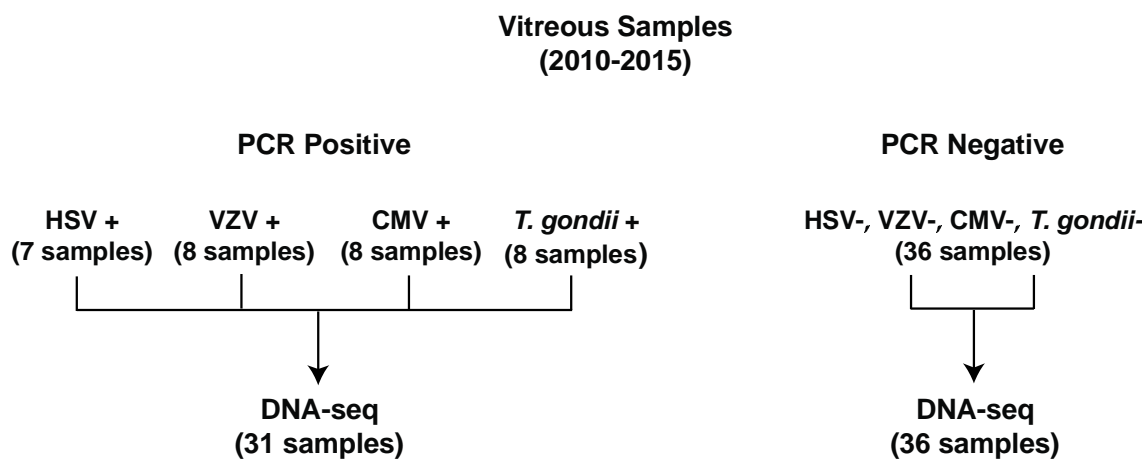 Vitreous Samples
(2010-2015)
PCR Positive
PCR Negative
HSV +
(7 samples)
VZV +
(8 samples)
CMV +
(8 samples)
T. gondii +
(8 samples)
HSV-, VZV-, CMV-, T. gondii-
(36 samples)
DNA-seq
(31 samples)
DNA-seq
(36 samples)